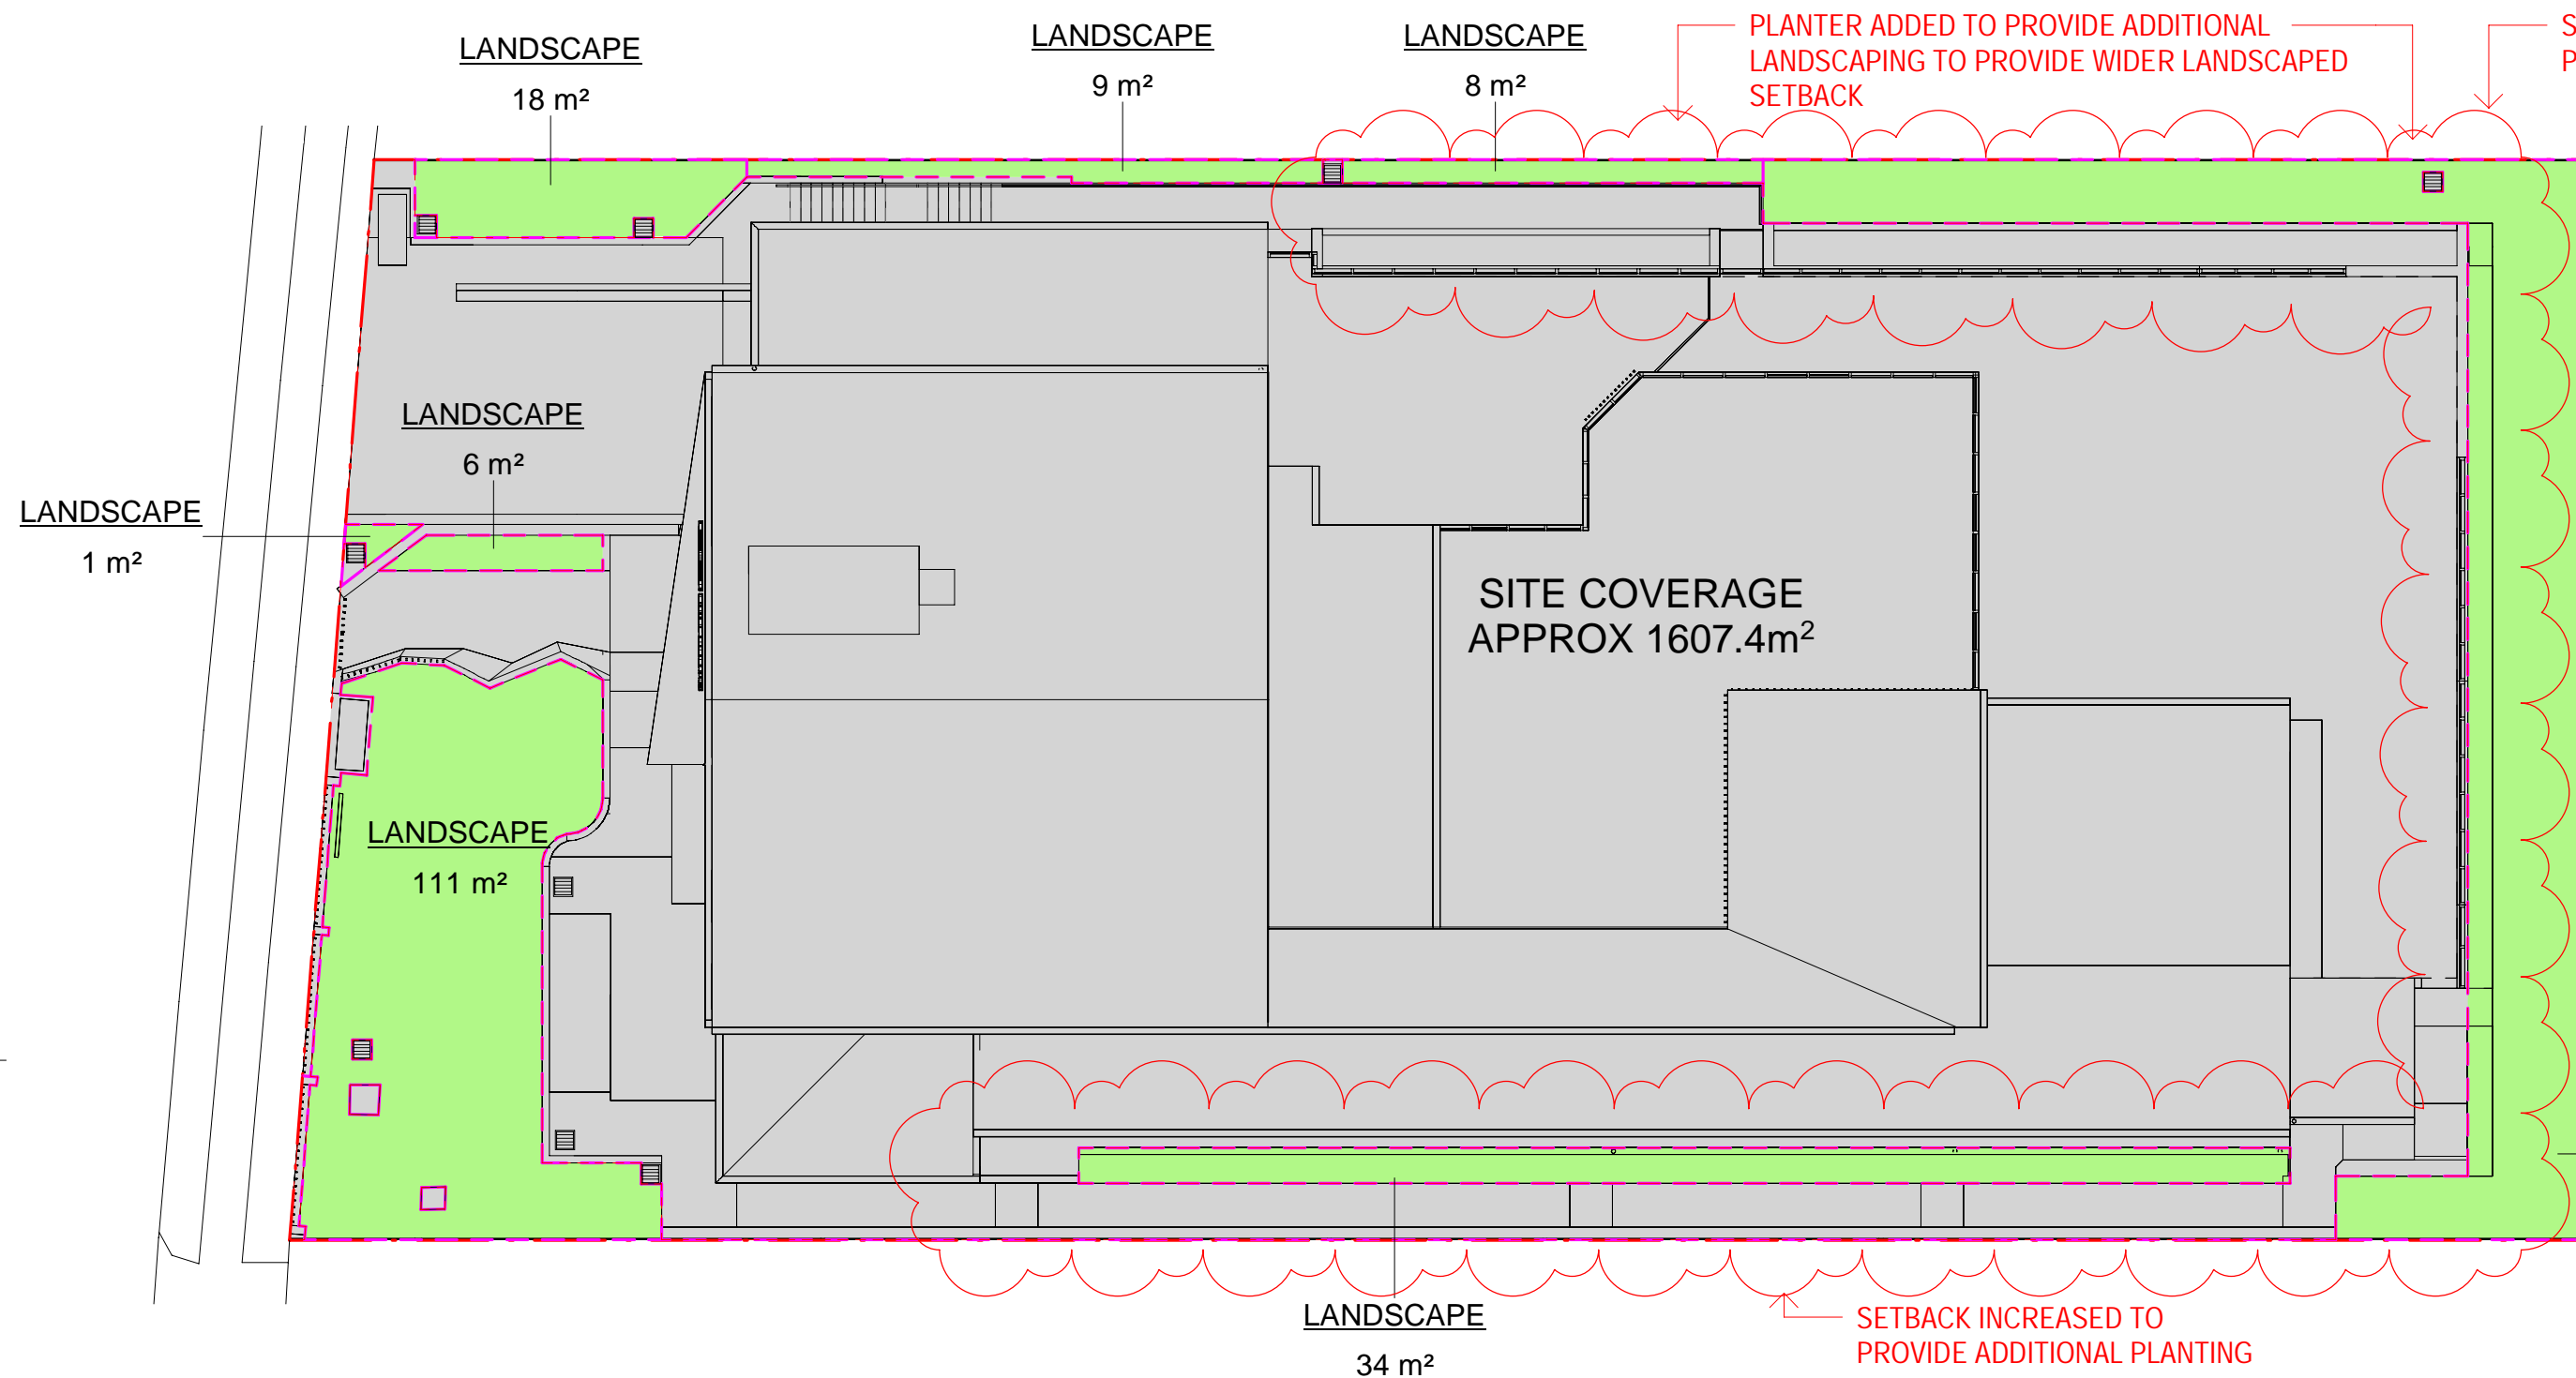 LANDSCAPE
18 m²
LANDSCAPE
9 m²
LANDSCAPE
8 m²
PLANTER ADDED TO PROVIDE ADDITIONAL
LANDSCAPING TO PROVIDE WIDER LANDSCAPED
SETBACK
LANDSCAPE
6 m²
LANDSCAPE
1 m²
SITE COVERAGE
APPROX 1607.4m²
LANDSCAPE
111 m²
LANDSCAPE
34 m²
SETBACK INCREASED TO
PROVIDE ADDITIONAL PLANTING